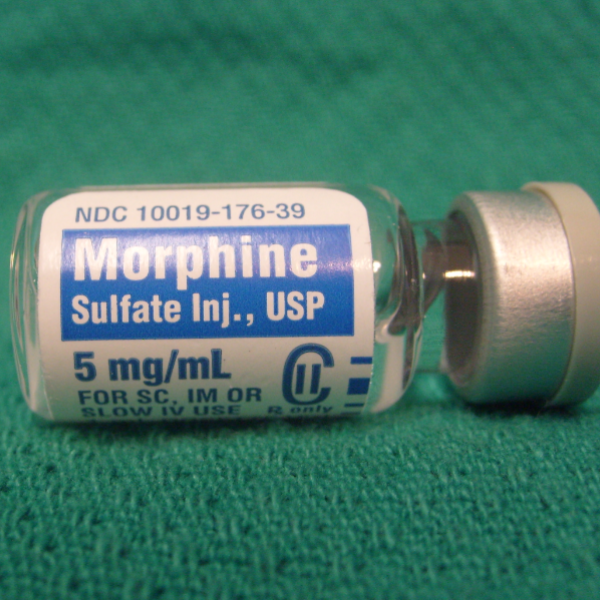 NDC 10019-176-39
Morphine
Sulfate Inj., USP
5 mg/mL
CII
FOR SC, IM OR
SLOW IV USE
Rx only